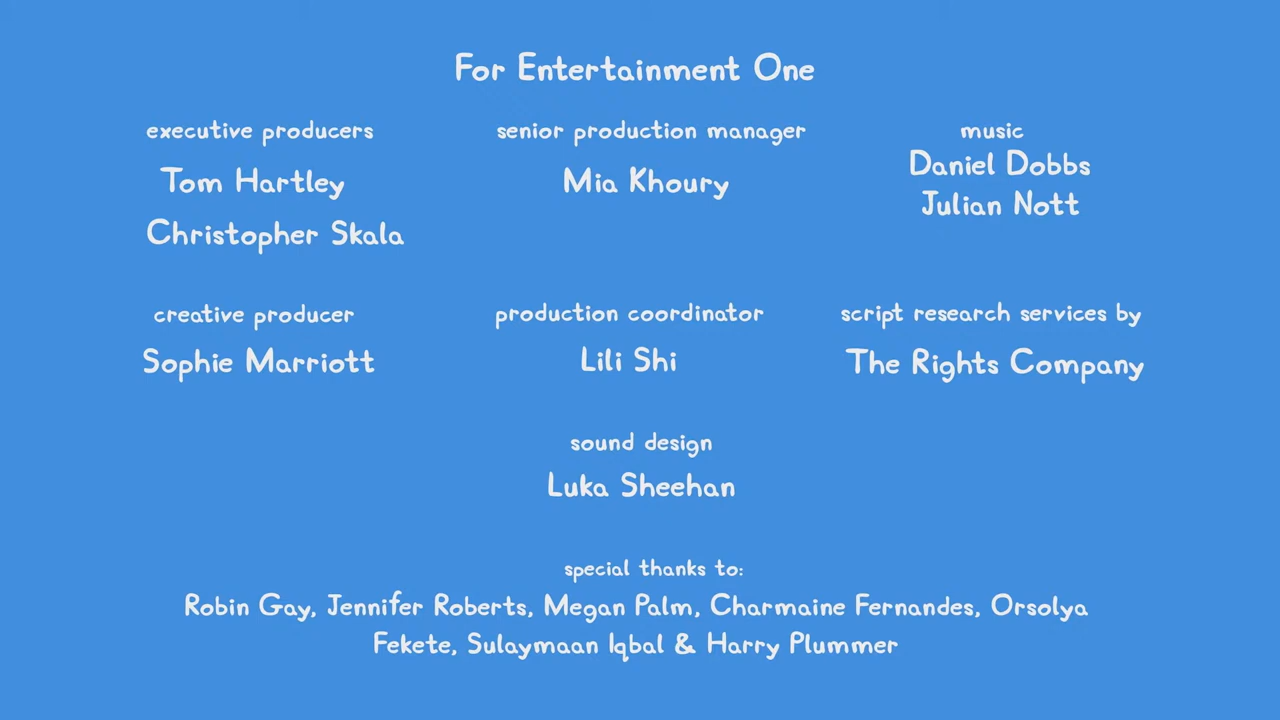 For Entertainment One
executive producers
Tom Hartley
Christopher Skala
senior production manager
Mia Khoury
music
Daniel Dobbs
Julian Nott
creative producer
Sophie Marriott
production coordinator
Lili Shi
script research services by
The Rights Company
sound design
Luka Sheehan
special thanks to:
Robin Gay, Jennifer Roberts, Megan Palm, Charmaine Fernandes, Orsolya
Fekete, Sulaymaan Iqbal & Harry Plummer